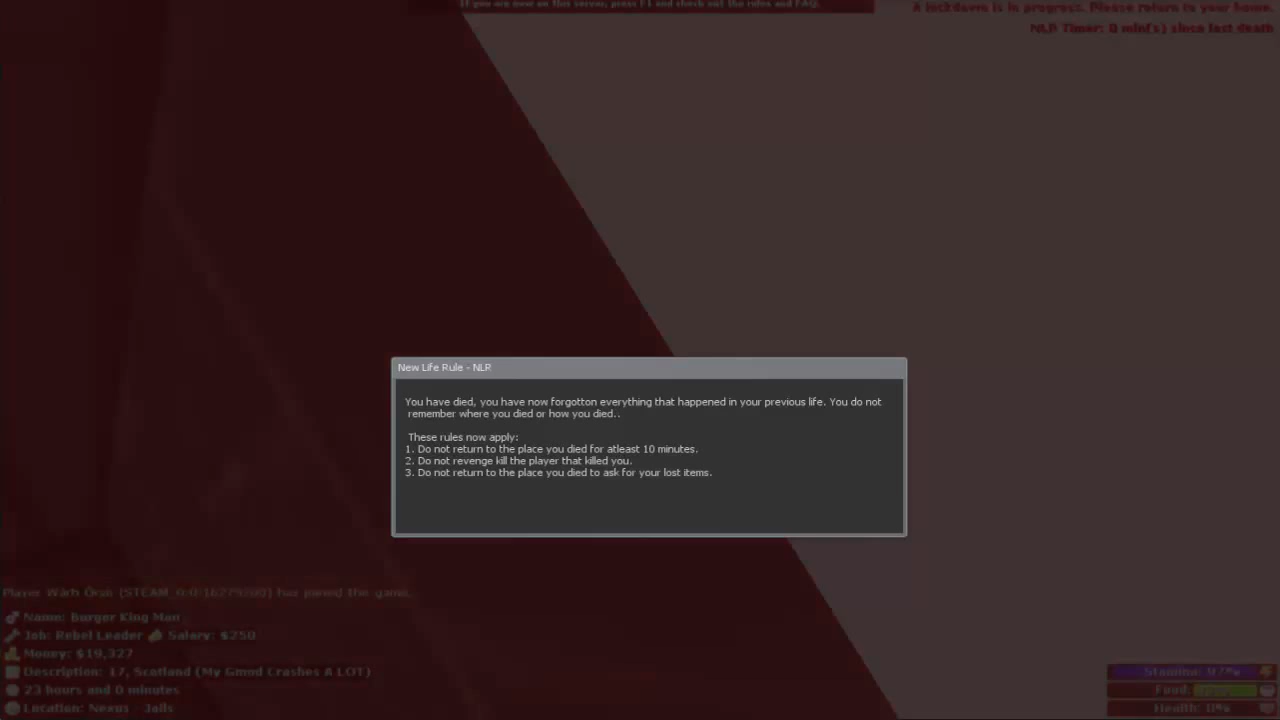 If you are new on this server, press F1 and check out the rules and FAQ.
A lockdown is in progress. Please return to your home.
NLR Timer: 0 min(s) since last death
New Life Rule - NLR
You have died, you have now forgotton everything that happened in your previous life. You do not
remember where you died or how you died..
These rules now apply:
1. Do not return to the place you died for atleast 10 minutes.
2. Do not revenge kill the player that killed you.
3. Do not return to the place you died to ask for your lost items.
Player has joined the game.
Name: Burger King Man
Job: Rebel Leader Salary: $250
Money: $19,327
Description: 17, Scotland (My Gmod Crashes A LOT)
23 hours and 0 minutes
Location: Nexus - Jails
Stamina: 97%
Food:
Health: 0%